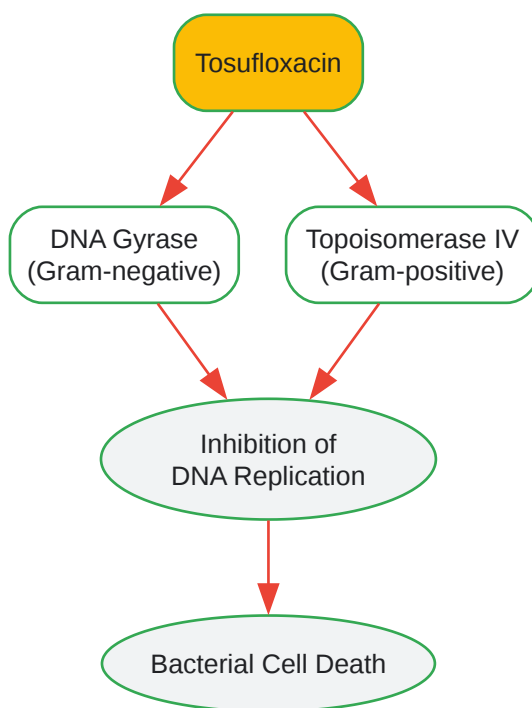 Tosufloxacin
DNA Gyrase
(Gram-negative)
Topoisomerase IV
(Gram-positive)
Inhibition of
DNA Replication
Bacterial Cell Death